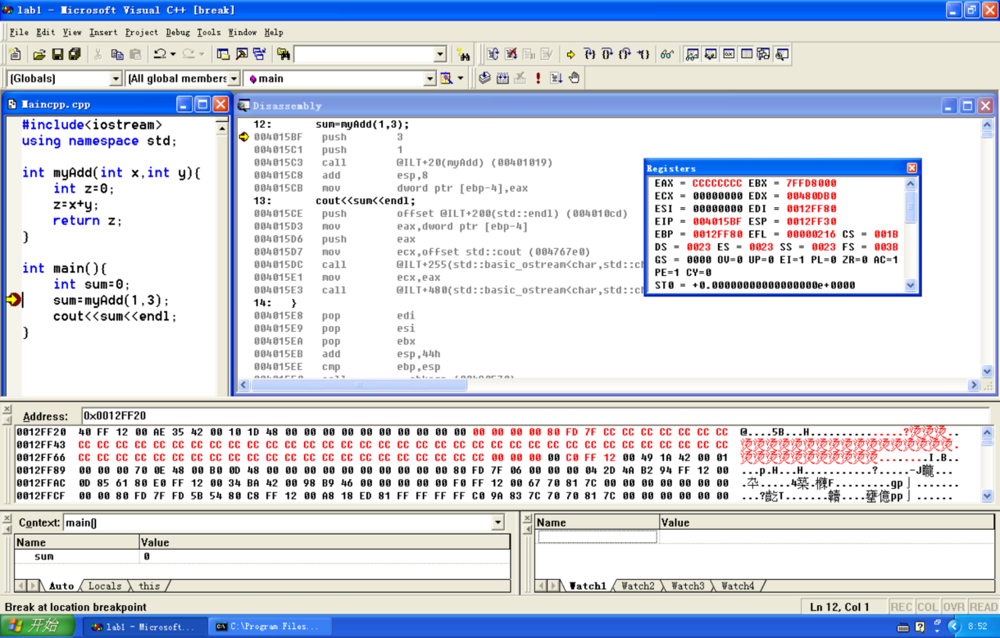 lab1 - Microsoft Visual C++ [break]
File Edit View Insert Project Debug Tools Window Help
(Globals) (All global members main
Maincpp.cpp
#include<iostream>
using namespace std;
int myAdd(int x,int y){
int z=0;
z=x+y;
return z;
}
int main(){
int sum=0;
sum=myAdd(1,3);
cout<<sum<<endl;
}
Disassembly
12: sum=myAdd(1,3);
004015BF push 3
004015C1 push 1
004015C3 call @ILT+20(myAdd) (00401019)
004015C8 add esp,8
004015CB mov dword ptr [ebp-4],eax
13: cout<<sum<<endl;
004015CE push offset @ILT+200(std::endl) (004010cd)
004015D3 mov eax,dword ptr [ebp-4]
004015D6 push eax
004015D7 mov ecx,offset std::cout (004767e0)
004015DC call @ILT+255(std::basic_ostream<char,std::ch
004015E1 mov ecx,eax
004015E3 call @ILT+480(std::basic_ostream<char,std::ch
14: }
004015E8 pop edi
004015E9 pop esi
004015EA pop ebx
004015EB add esp,44h
004015EE cmp ebp,esp
Registers
EAX = CCCCCCCC EBX = 7FFD8000
ECX = 00000000 EDX = 00480DB0
ESI = 00000000 EDI = 0012FF80
EIP = 004015BF ESP = 0012FF30
EBP = 0012FF80 EFL = 00000216 CS = 001B
DS = 0023 ES = 0023 SS = 0023 FS = 003B
GS = 0000 OV=0 UP=0 EI=1 PL=0 ZR=0 AC=1
PE=1 CY=0
ST0 = +0.00000000000000000e+0000
Address: 0x0012FF20
0012FF20 40 FF 12 00 AE 35 42 00 10 1D 48 00 00 00 00 00 00 00 00 00 00 00 00 00 80 FD 7F CC CC CC CC CC CC CC @....5B...H..............?烫烫烫..
0012FF43 CC CC CC CC CC CC CC CC CC CC CC CC CC CC CC CC CC CC CC CC CC CC CC CC CC CC CC CC CC CC CC CC CC CC CC 烫烫烫烫烫烫烫烫烫烫烫烫烫烫烫烫烫.
0012FF66 CC CC CC CC CC CC CC CC CC CC CC CC CC CC CC CC CC CC CC CC CC CC 00 00 00 00 C0 FF 12 00 49 1A 42 00 01 烫烫烫烫烫烫烫烫烫烫烫........I.B..
0012FF89 00 00 00 70 0E 48 00 B0 0D 48 00 00 00 00 00 00 00 00 00 00 80 FD 7F 06 00 00 00 04 2D 4A B2 94 FF 12 00
0012FFAC 0D 85 61 80 E0 FF 12 00 34 BA 42 00 98 B9 46 00 00 00 00 00 F0 FF 12 00 67 70 81 7C 00 00 00 00 00 00 00
0012FFCF 00 00 80 FD 7F FD 5B 54 80 C8 FF 12 00 A8 18 ED 81 FF FF FF FF C0 9A 83 7C 70 70 81 7C 00 00 00 00 00 00
Context: main()
Name Value
sum 0
Auto Locals this
Name Value
Watch1 Watch2 Watch3 Watch4
Break at location breakpoint
Ln 12, Col 1 REC COL OVR READ
开始 lab1 - Microsoft... C:\Program Files... 8:52